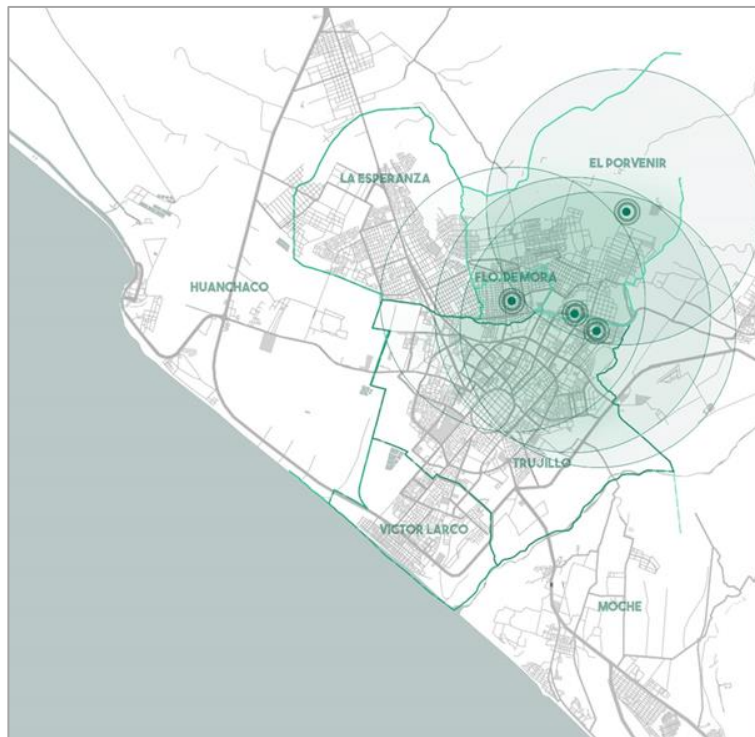 EL PORVENIR
LA ESPERANZA
FLO. DE MORA
HUANCHACO
TRUJILLO
VICTOR LARCO
MOCHE